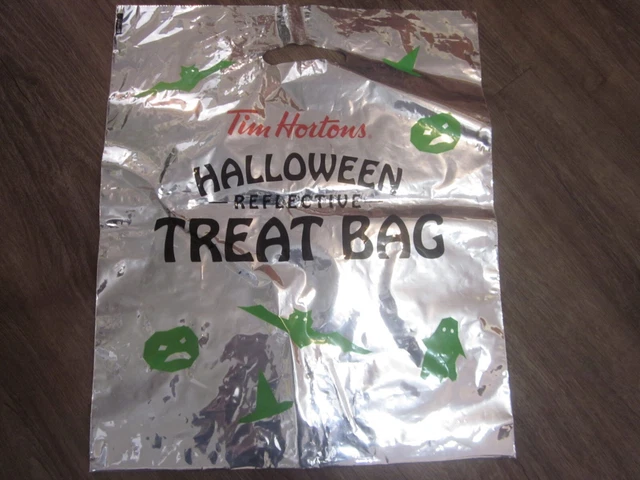 Tim Hortons
HALLOWEEN
REFLECTIVE
TREAT BAG